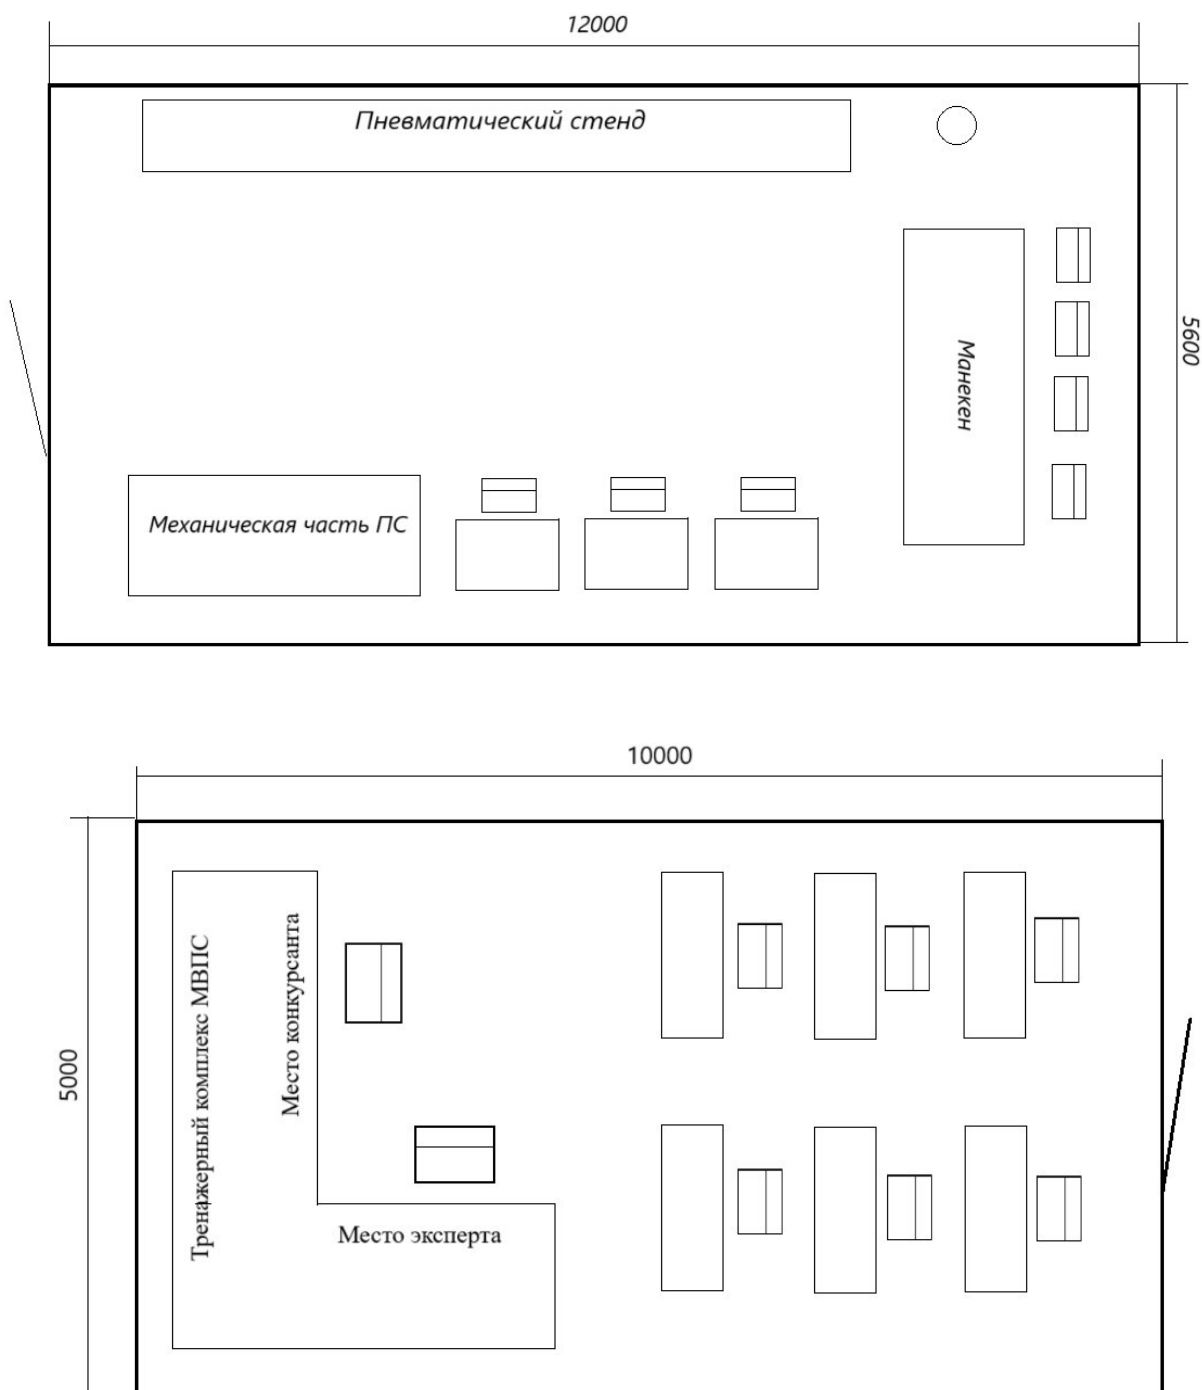 12000
Пневматический стенд
5600
Манекен
Механическая часть ПС
10000
5000
Тренажерный комплекс МВПС
Место конкурсанта
Место эксперта